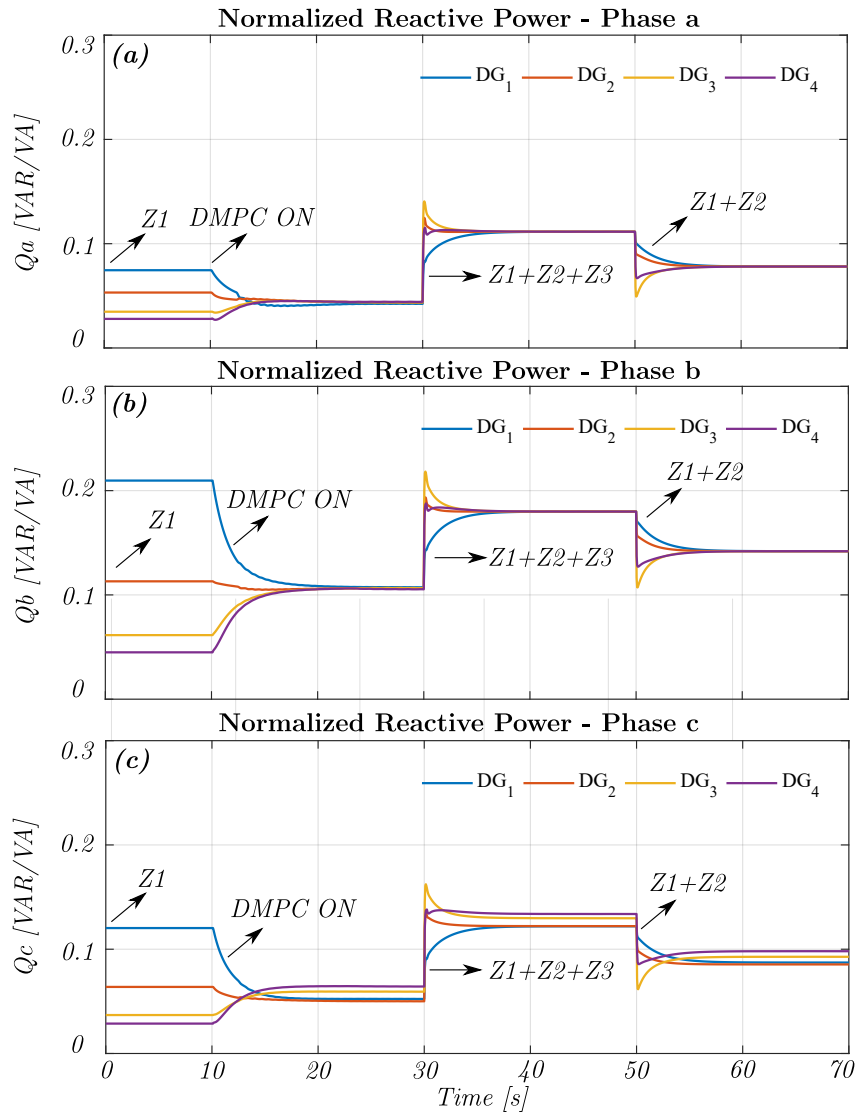 Normalized Reactive Power - Phase a
(a)
0.3
DG1 DG2 DG3 DG4
0.2
Qa [VAR/VA]
Z1
DMPC ON
Z1+Z2
0.1
Z1+Z2+Z3
0
Normalized Reactive Power - Phase b
(b)
0.3
DG1 DG2 DG3 DG4
0.2
Qb [VAR/VA]
DMPC ON
Z1+Z2
Z1
Z1+Z2+Z3
0.1
0
Normalized Reactive Power - Phase c
(c)
0.3
DG1 DG2 DG3 DG4
0.2
Qc [VAR/VA]
Z1
DMPC ON
Z1+Z2
0.1
Z1+Z2+Z3
0
0 10 20 30 40 50 60 70
Time [s]